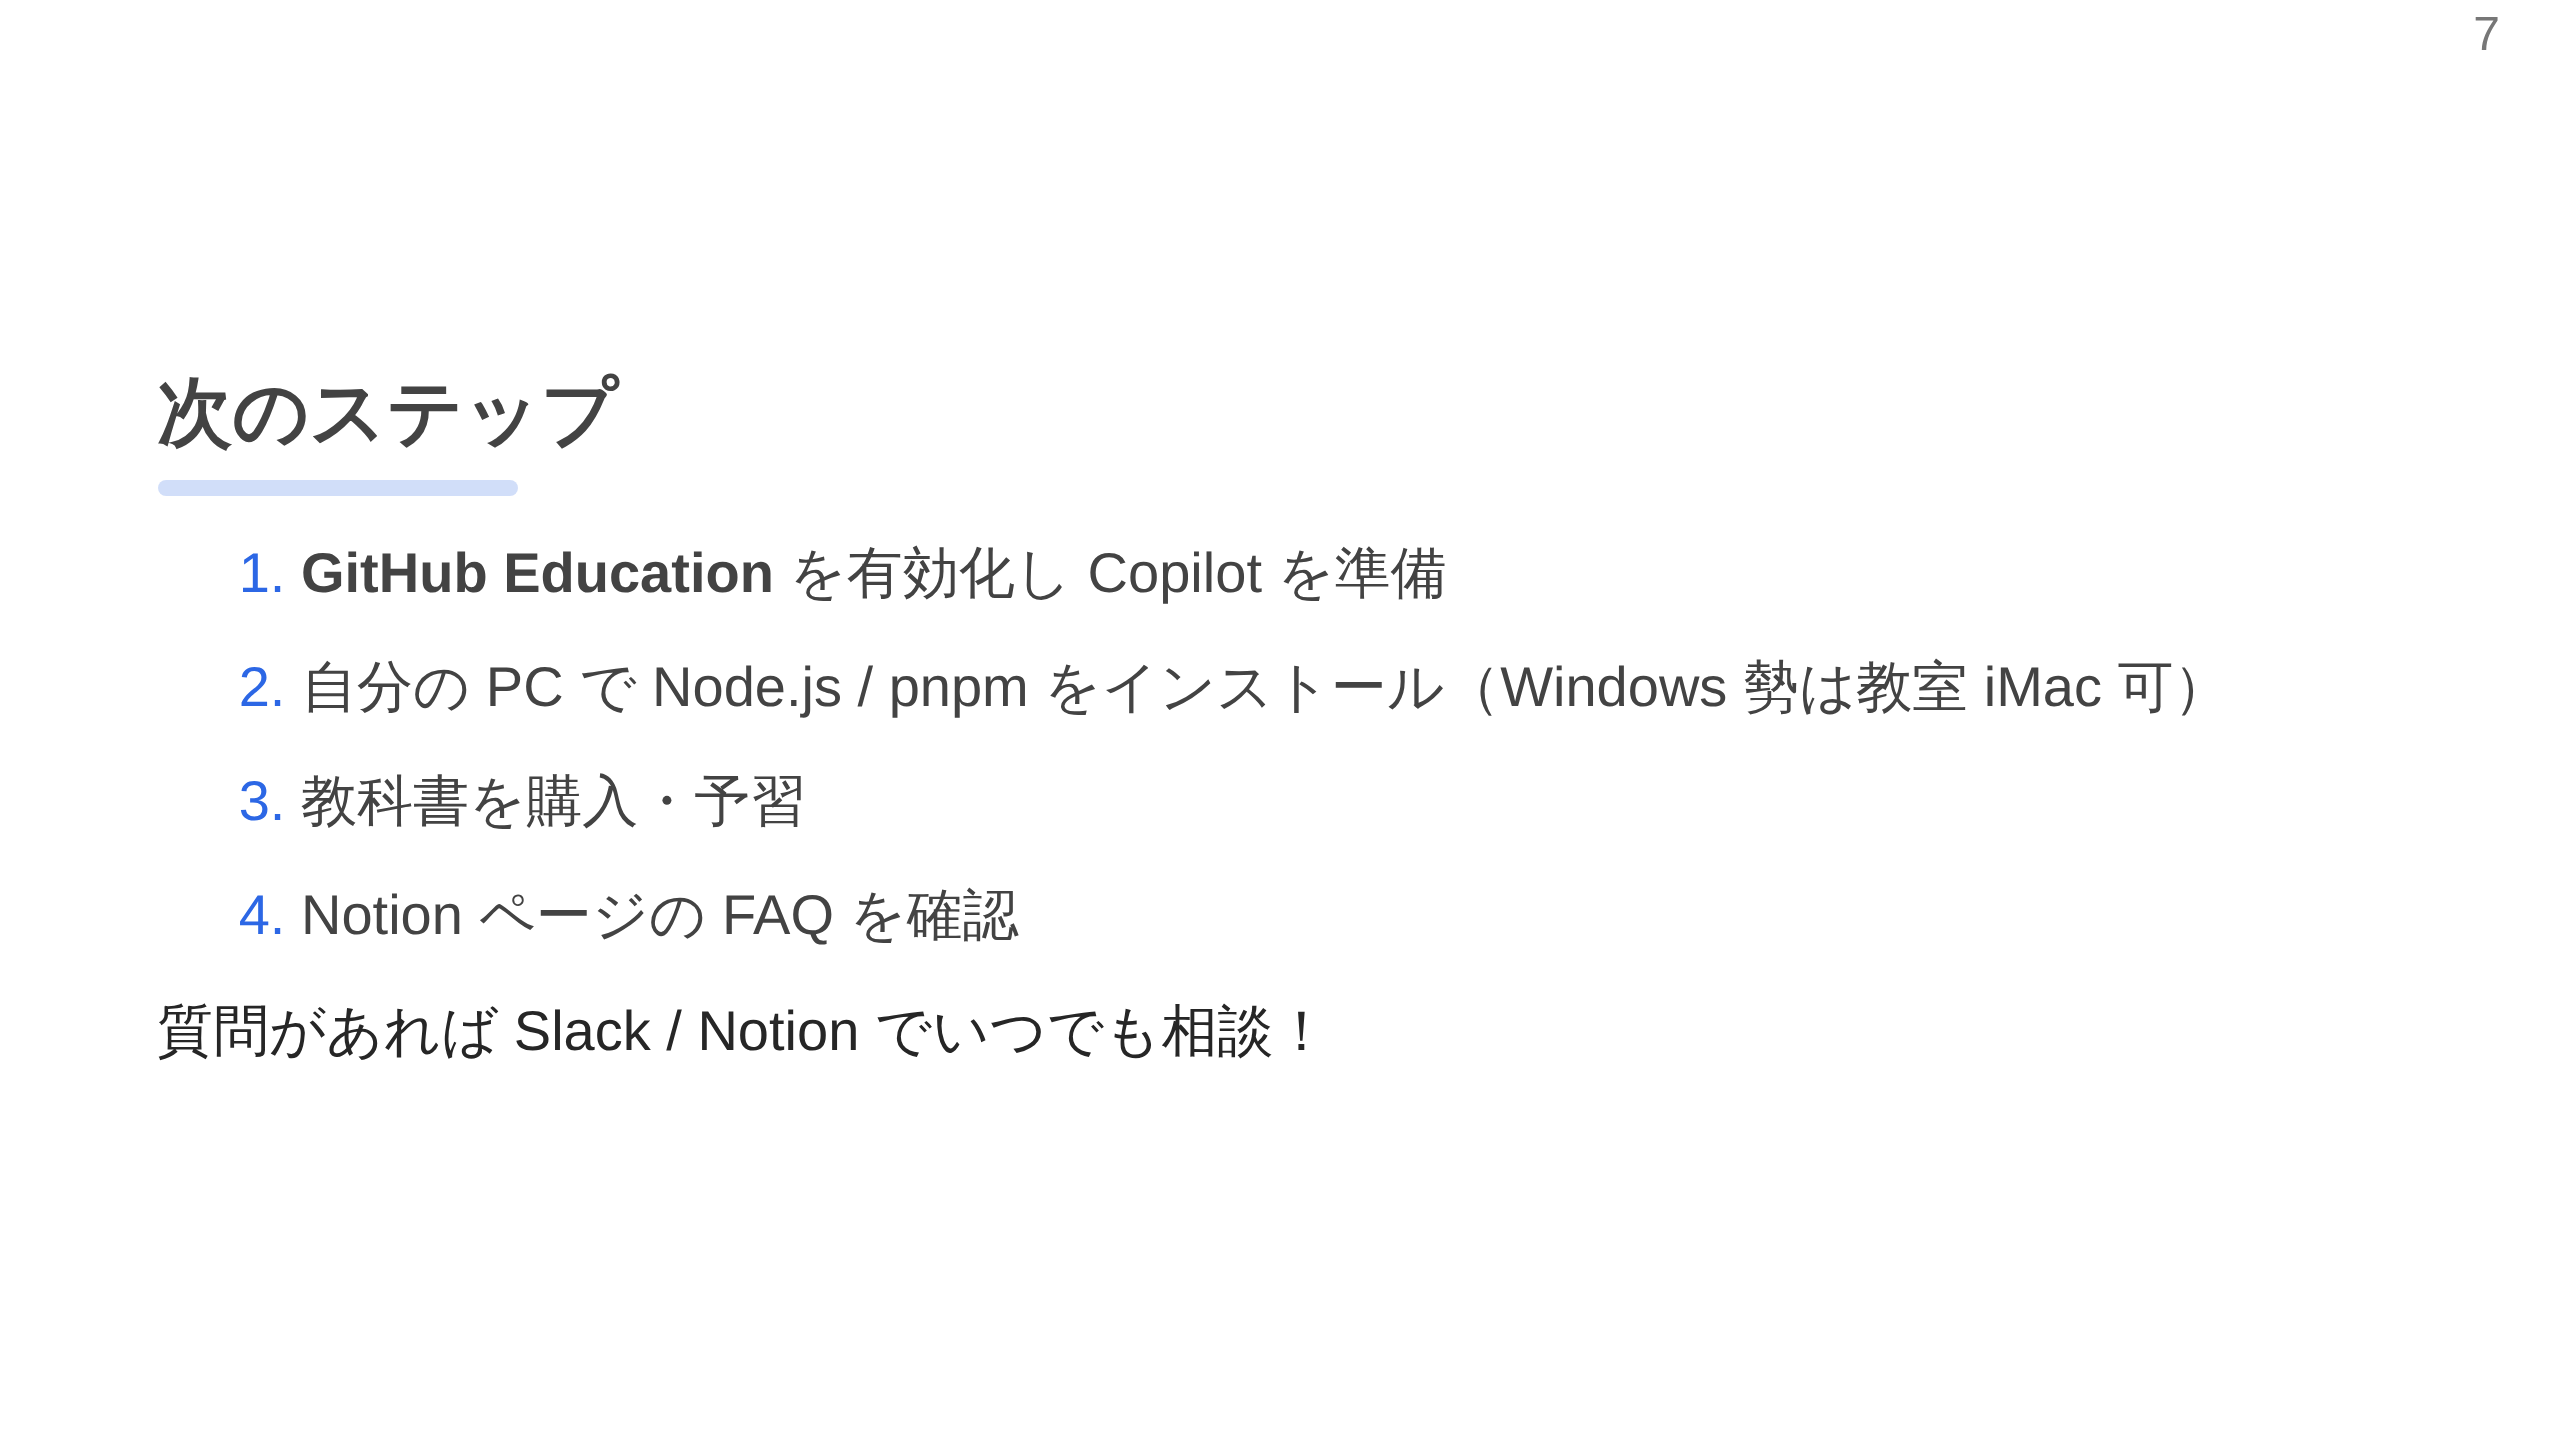 7
次のステップ
1. GitHub Education を有効化し Copilot を準備
2. 自分の PC で Node.js / pnpm をインストール（Windows 勢は教室 iMac 可）
3. 教科書を購入・予習
4. Notion ページの FAQ を確認
質問があれば Slack / Notion でいつでも相談！